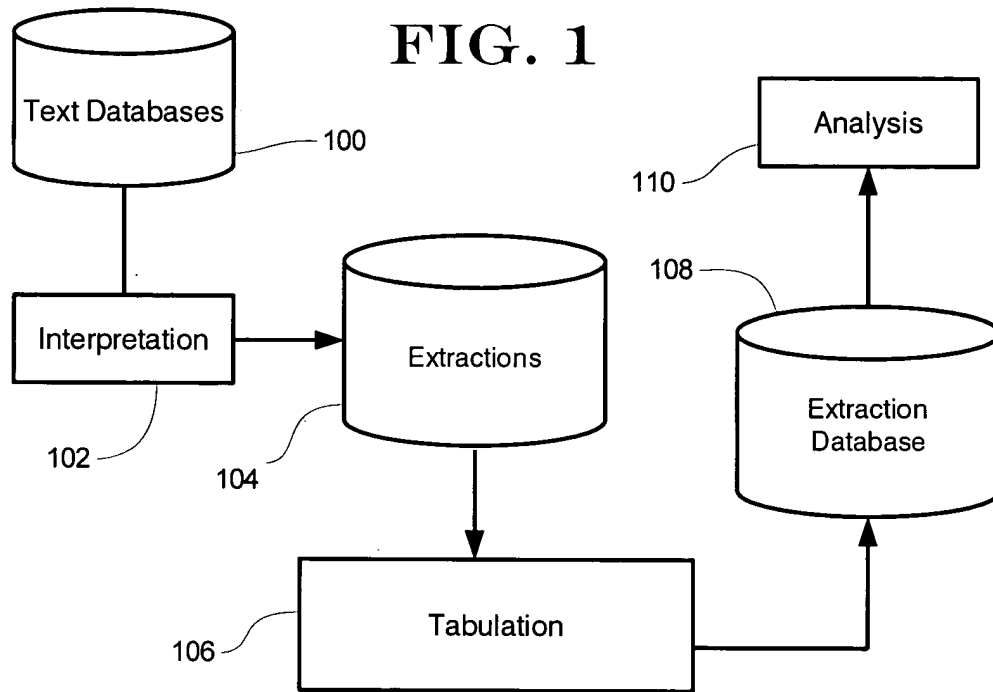 FIG. 1
Text Databases
100
Interpretation
102
Extractions
104
Tabulation
106
Extraction
Database
108
Analysis
110